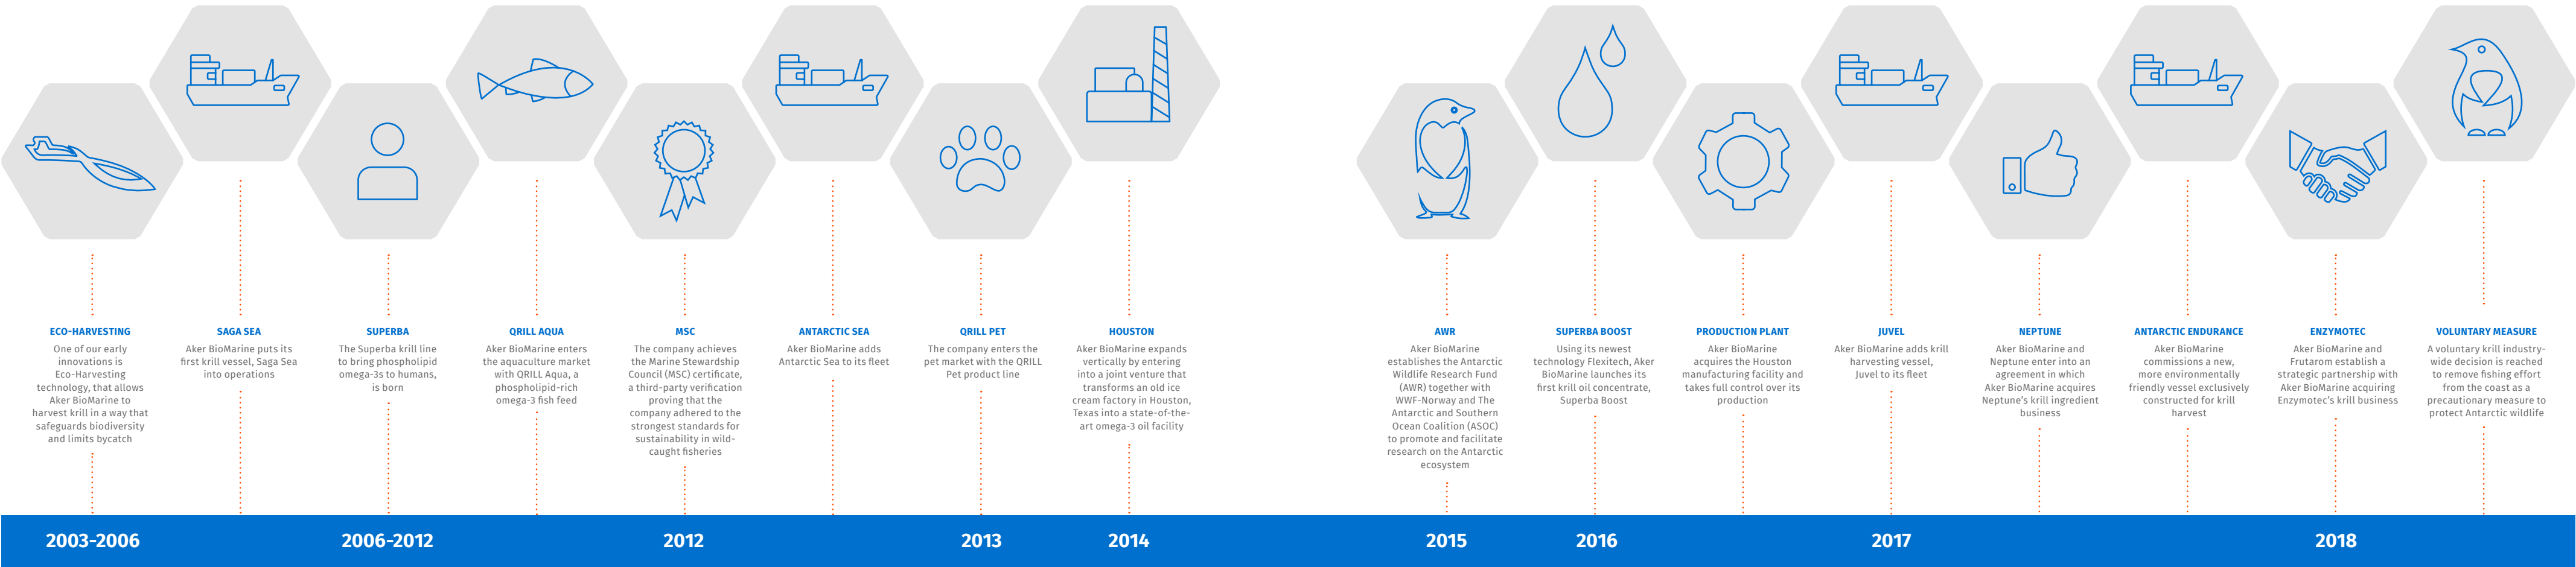 ECO-HARVESTING
One of our early
innovations is
Eco-Harvesting
technology, that allows
Aker BioMarine to
harvest krill in a way that
safeguards biodiversity
and limits bycatch
SAGA SEA
Aker BioMarine puts its
first krill vessel, Saga Sea
into operations
SUPERBA
The Superba krill line
to bring phospholipid
omega-3s to humans,
is born
QRILL AQUA
Aker BioMarine enters
the aquaculture market
with QRILL Aqua, a
phospholipid-rich
omega-3 fish feed
MSC
The company achieves
the Marine Stewardship
Council (MSC) certificate,
a third-party verification
proving that the
company adhered to the
strongest standards for
sustainability in wild-
caught fisheries
ANTARCTIC SEA
Aker BioMarine adds
Antarctic Sea to its fleet
QRILL PET
The company enters the
pet market with the QRILL
Pet product line
HOUSTON
Aker BioMarine expands
vertically by entering
into a joint venture that
transforms an old ice
cream factory in Houston,
Texas into a state-of-the-
art omega-3 oil facility
AWR
Aker BioMarine
establishes the Antarctic
Wildlife Research Fund
(AWR) together with
WWF-Norway and The
Antarctic and Southern
Ocean Coalition (ASOC)
to promote and facilitate
research on the Antarctic
ecosystem
SUPERBA BOOST
Using its newest
technology Flexitech, Aker
BioMarine launches its
first krill oil concentrate,
Superba Boost
PRODUCTION PLANT
Aker BioMarine
acquires the Houston
manufacturing facility and
takes full control over its
production
JUVEL
Aker BioMarine adds krill
harvesting vessel,
Juvel to its fleet
NEPTUNE
Aker BioMarine and
Neptune enter into an
agreement in which
Aker BioMarine acquires
Neptune's krill ingredient
business
ANTARCTIC ENDURANCE
Aker BioMarine
commissions a new,
more environmentally
friendly vessel exclusively
constructed for krill
harvest
ENZYMOTEC
Aker BioMarine and
Frutarom establish a
strategic partnership with
Aker BioMarine acquiring
Enzymotec's krill business
VOLUNTARY MEASURE
A voluntary krill industry-
wide decision is reached
to remove fishing effort
from the coast as a
precautionary measure to
protect Antarctic wildlife
2003-2006
2006-2012
2012
2013
2014
2015
2016
2017
2018